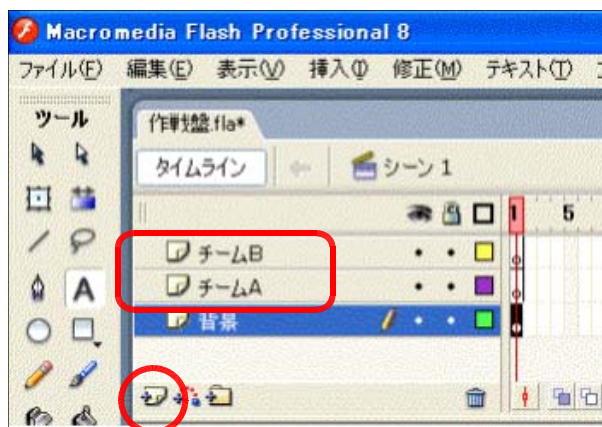 Macromedia Flash Professional 8
ファイル(F) 編集(E) 表示(V) 挿入(I) 修正(M) テキスト(T)
ツール
作戦盤.fla*
タイムライン シーン 1
1 5
チームB
チームA
背景
A